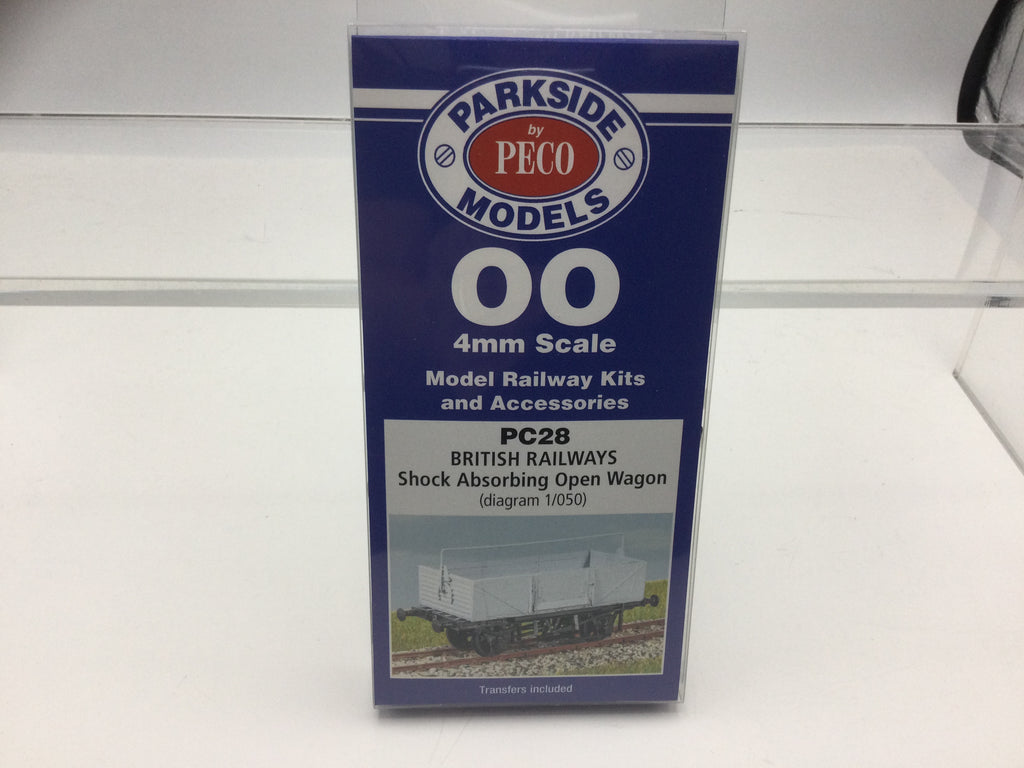 PARKSIDE
by
PECO
MODELS
OO
4mm Scale
Model Railway Kits
and Accessories
PC28
BRITISH RAILWAYS
Shock Absorbing Open Wagon
(diagram 1/050)
Transfers included